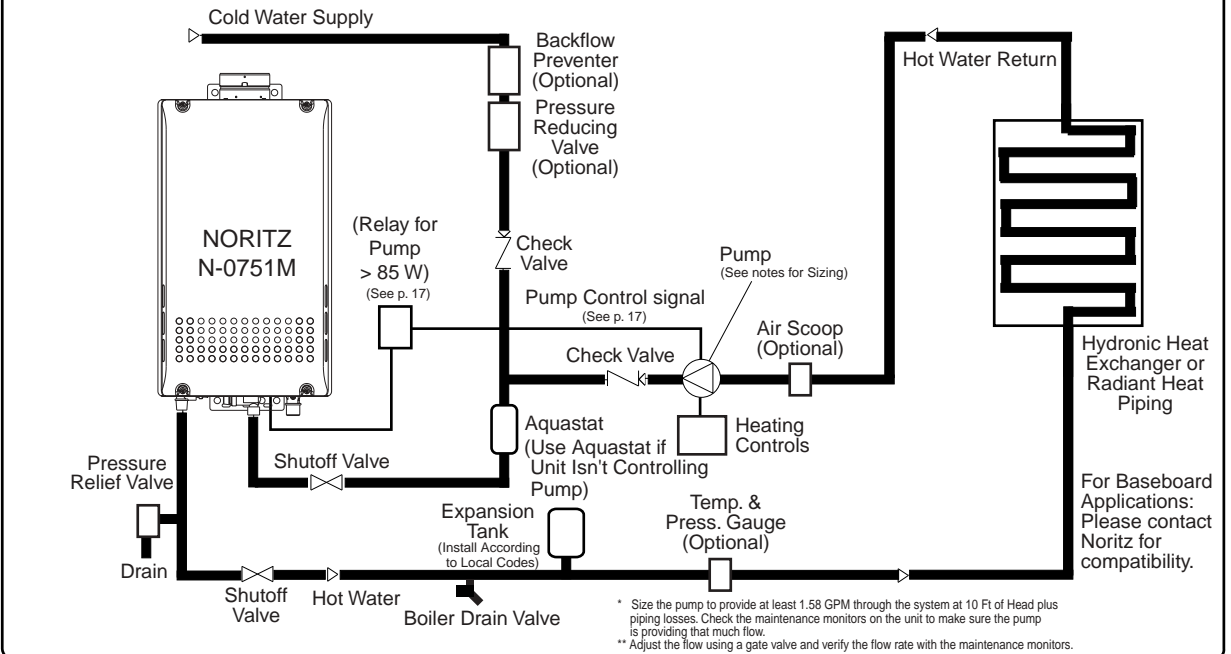 Cold Water Supply
Backflow
Preventer
(Optional)
Pressure
Reducing
Valve
(Optional)
Hot Water Return
NORITZ
N-0751M
(Relay for
Pump
> 85 W)
(See p. 17)
Check
Valve
Pump
(See notes for Sizing)
Pump Control signal
(See p. 17)
Air Scoop
(Optional)
Check Valve
Hydronic Heat
Exchanger or
Radiant Heat
Piping
Aquastat
(Use Aquastat if
Unit Isn't Controlling
Pump)
Heating
Controls
Pressure
Relief Valve
Shutoff Valve
For Baseboard
Applications:
Please contact
Noritz for
compatibility.
Expansion
Tank
(Install According
to Local Codes)
Temp. &
Press. Gauge
(Optional)
Drain
Shutoff
Valve
Hot Water
Boiler Drain Valve
* Size the pump to provide at least 1.58 GPM through the system at 10 Ft of Head plus
piping losses. Check the maintenance monitors on the unit to make sure the pump
is providing that much flow.
** Adjust the flow using a gate valve and verify the flow rate with the maintenance monitors.